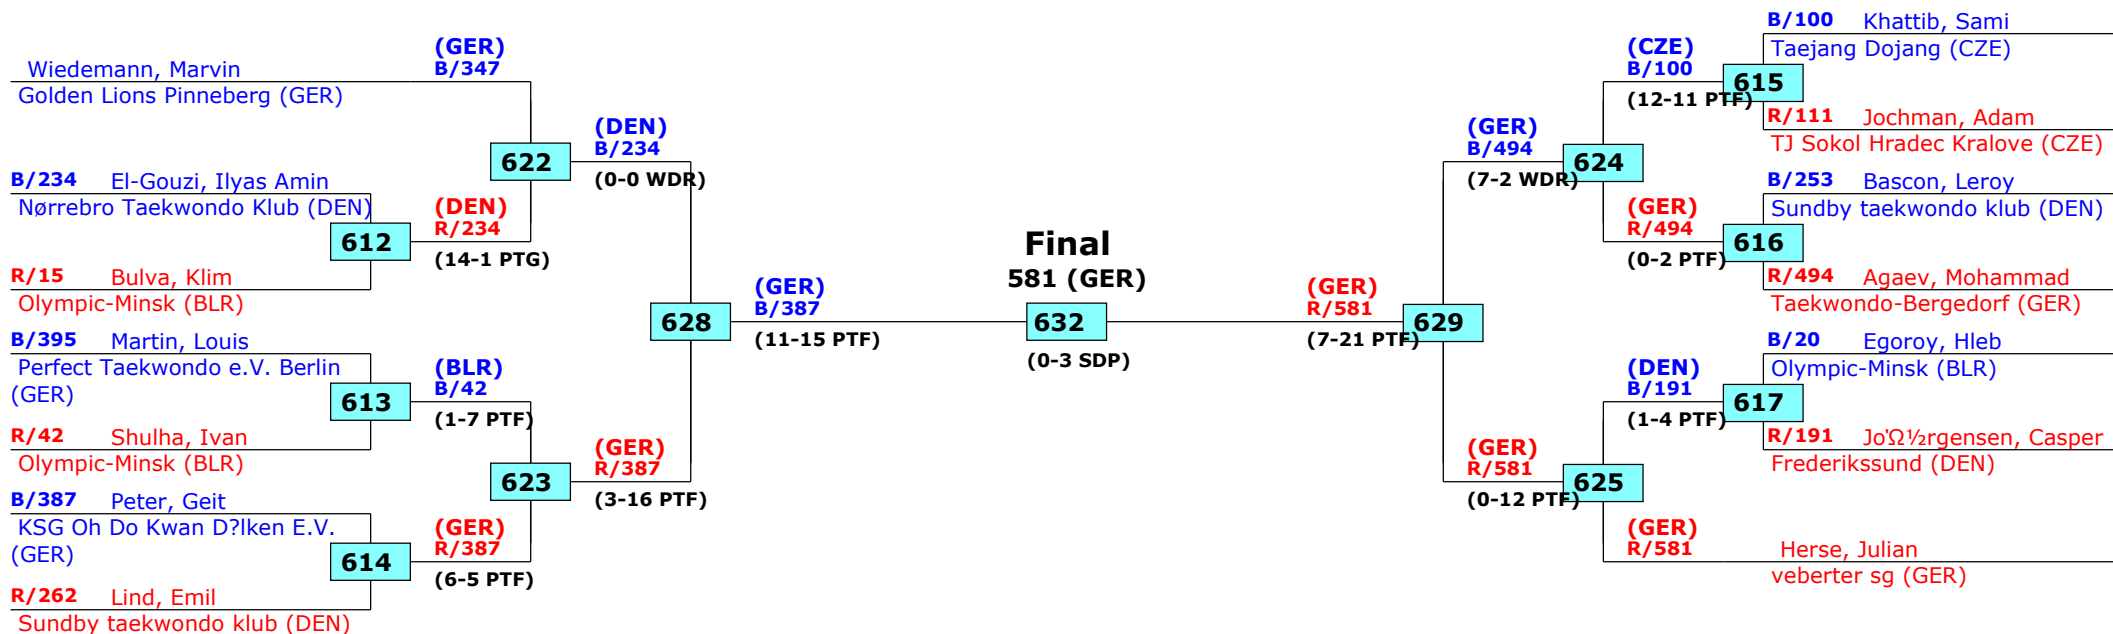 (GER)
B/347
Wiedemann, Marvin
Golden Lions Pinneberg (GER)
622
(DEN)
B/234
(0-0 WDR)
B/234 El-Gouzi, Ilyas Amin
Nørrebro Taekwondo Klub (DEN)
612
(DEN)
R/234
(14-1 PTG)
R/15 Bulva, Klim
Olympic-Minsk (BLR)
628
(GER)
B/387
(11-15 PTF)
B/395 Martin, Louis
Perfect Taekwondo e.V. Berlin
(GER)
613
(BLR)
B/42
(1-7 PTF)
R/42 Shulha, Ivan
Olympic-Minsk (BLR)
623
(GER)
R/387
(3-16 PTF)
B/387 Peter, Geit
KSG Oh Do Kwan D?lken E.V.
(GER)
614
(GER)
R/387
(6-5 PTF)
R/262 Lind, Emil
Sundby taekwondo klub (DEN)
Final
581 (GER)
632
(0-3 SDP)
B/100 Khattib, Sami
Taejang Dojang (CZE)
(CZE)
B/100
(12-11 PTF)
615
R/111 Jochman, Adam
TJ Sokol Hradec Kralove (CZE)
(GER)
B/494
(7-2 WDR)
624
B/253 Bascon, Leroy
Sundby taekwondo klub (DEN)
(GER)
R/494
(0-2 PTF)
616
R/494 Agaev, Mohammad
Taekwondo-Bergedorf (GER)
(GER)
R/581
(7-21 PTF)
629
B/20 Egoroy, Hleb
Olympic-Minsk (BLR)
(DEN)
B/191
(1-4 PTF)
617
R/191 Jo'Ω½rgensen, Casper
Frederikssund (DEN)
(GER)
R/581
(0-12 PTF)
625
(GER)
R/581
Herse, Julian
veberter sg (GER)